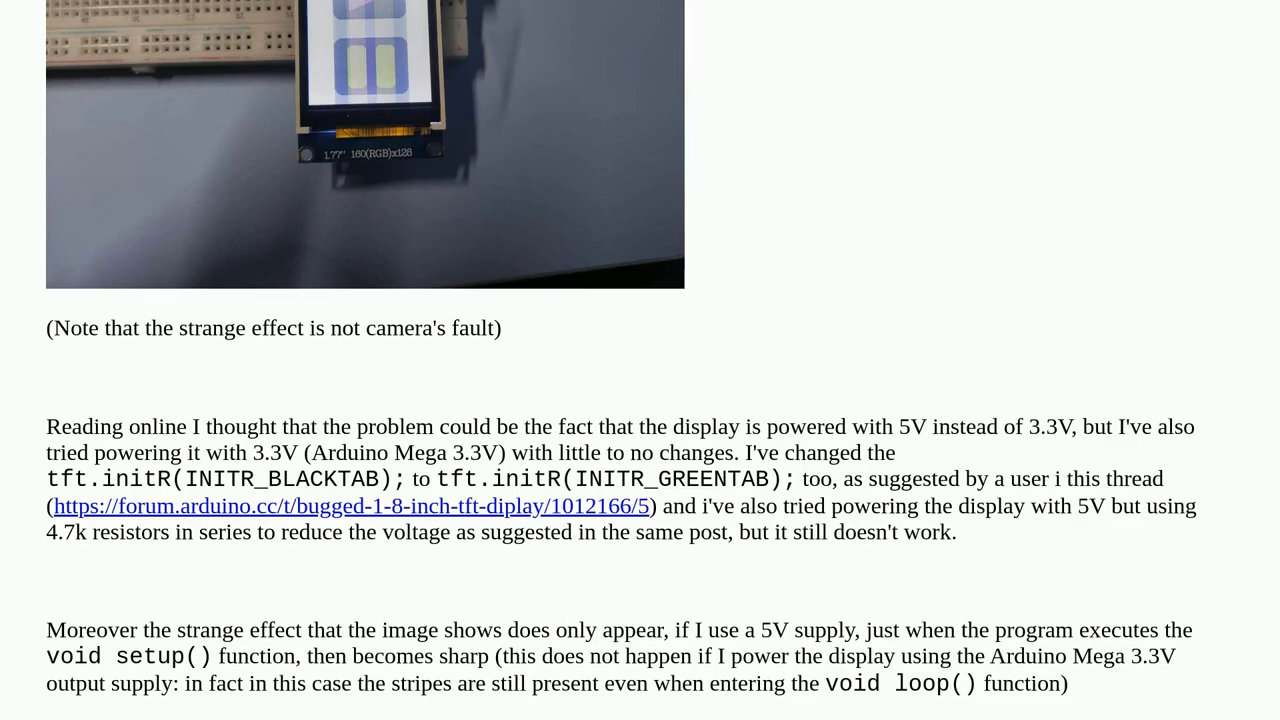 1.77" 160(RGB)x128
(Note that the strange effect is not camera's fault)
Reading online I thought that the problem could be the fact that the display is powered with 5V instead of 3.3V, but I've also
tried powering it with 3.3V (Arduino Mega 3.3V) with little to no changes. I've changed the
tft.initR(INITR_BLACKTAB); to tft.initR(INITR_GREENTAB); too, as suggested by a user i this thread
(https://forum.arduino.cc/t/bugged-1-8-inch-tft-diplay/1012166/5) and i've also tried powering the display with 5V but using
4.7k resistors in series to reduce the voltage as suggested in the same post, but it still doesn't work.
Moreover the strange effect that the image shows does only appear, if I use a 5V supply, just when the program executes the
void setup() function, then becomes sharp (this does not happen if I power the display using the Arduino Mega 3.3V
output supply: in fact in this case the stripes are still present even when entering the void loop() function)